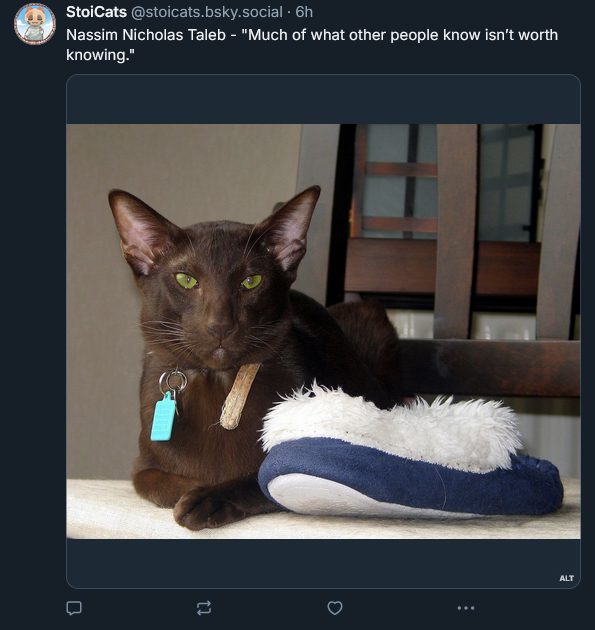 StoiCats @stoicats.bsky.social · 6h
Nassim Nicholas Taleb - "Much of what other people know isn’t worth
knowing."
ALT